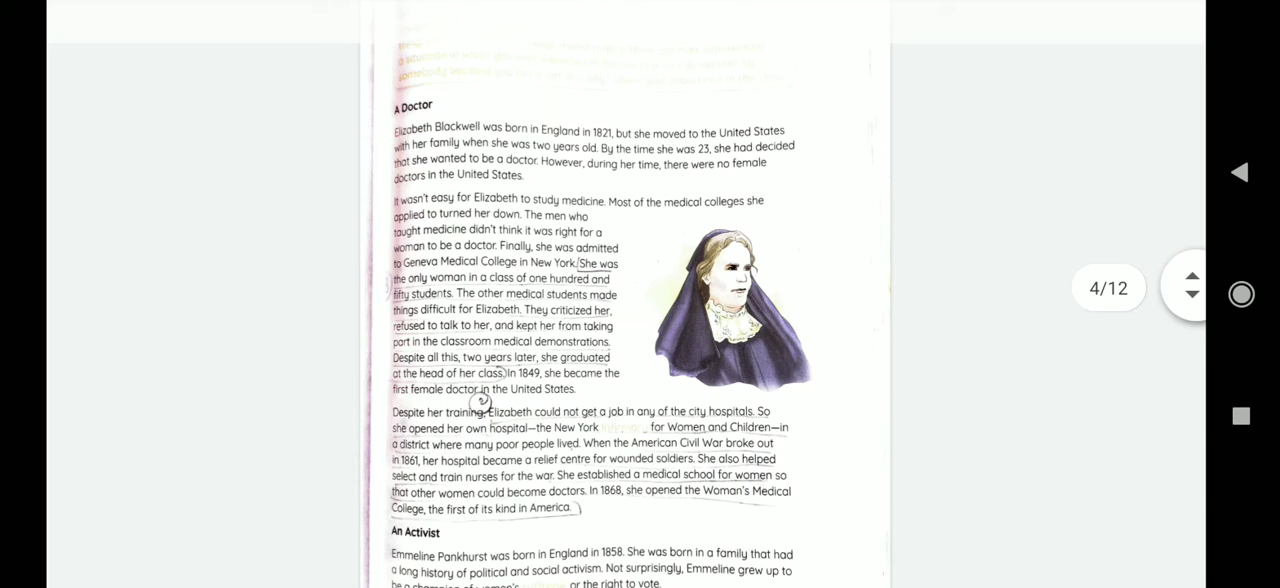 somebody
A Doctor
Elizabeth Blackwell was born in England in 1821, but she moved to the United States
with her family when she was two years old. By the time she was 23, she had decided
that she wanted to be a doctor. However, during her time, there were no female
doctors in the United States.
It wasn't easy for Elizabeth to study medicine. Most of the medical colleges she
applied to turned her down. The men who
taught medicine didn't think it was right for a
woman to be a doctor. Finally, she was admitted
to Geneva Medical College in New York. She was
the only woman in a class of one hundred and
fifty students. The other medical students made
things difficult for Elizabeth. They criticized her,
refused to talk to her, and kept her from taking
part in the classroom medical demonstrations.
Despite all this, two years later, she graduated
at the head of her class. In 1849, she became the
first female doctor in the United States.
2
Despite her training, Elizabeth could not get a job in any of the city hospitals. So
she opened her own hospital—the New York for Women and Children—in
a district where many poor people lived. When the American Civil War broke out
in 1861, her hospital became a relief centre for wounded soldiers. She also helped
select and train nurses for the war. She established a medical school for women so
that other women could become doctors. In 1868, she opened the Woman's Medical
College, the first of its kind in America.
An Activist
Emmeline Pankhurst was born in England in 1858. She was born in a family that had
a long history of political and social activism. Not surprisingly, Emmeline grew up to
be a champion of women's or the right to vote.
4/12